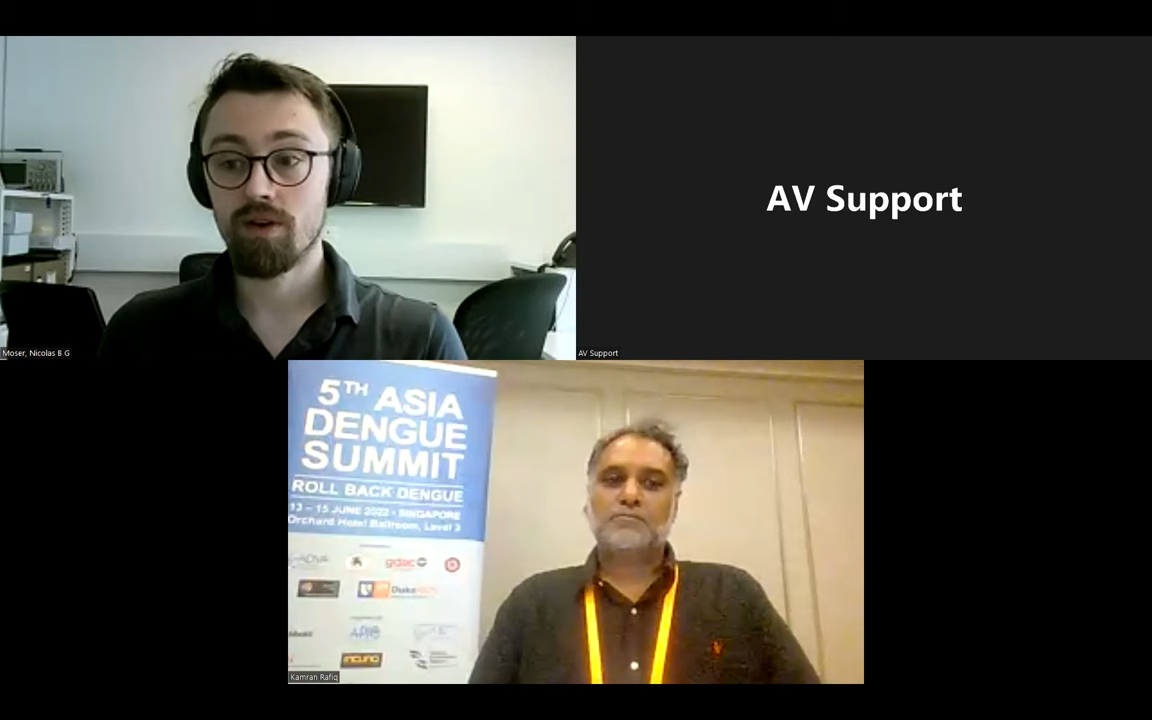 AV Support
Moser, Nicolas B G
AV Support
5TH ASIA
DENGUE
SUMMIT
ROLL BACK DENGUE
13 – 15 JUNE 2022 • SINGAPORE
Orchard Hotel Ballroom, Level 3
gdac
Kamran Rafiq